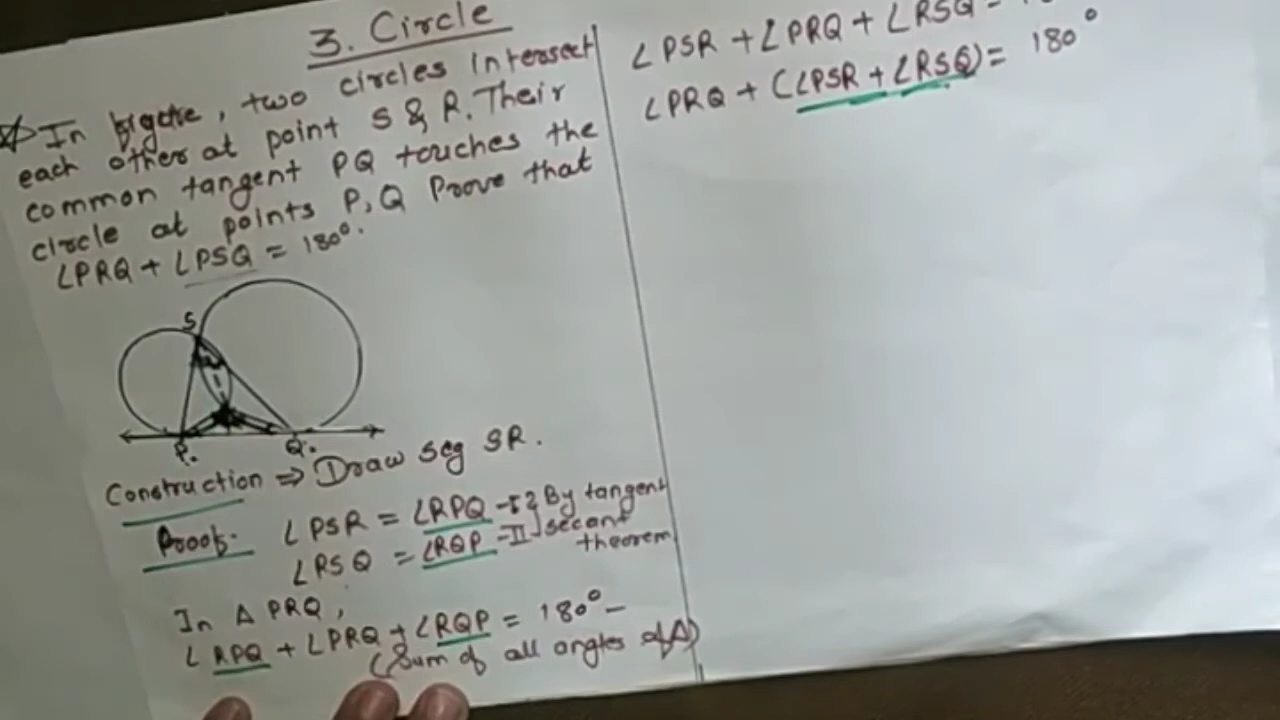 3. Circle
In figure, two circles intersect
each other at point S & R. Their
common tangent PQ touches the
circle at points P, Q Prove that
∠PRQ + ∠PSQ = 180°.
S
P. Q.
Construction ⇒ Draw seg SR.
Proof:- ∠PSR = ∠RPQ -I } By tangent
∠RSQ = ∠RQP -II secant
theorem
In Δ PRQ,
∠RPQ + ∠PRQ + ∠RQP = 180° –
(Sum of all angles of Δ)
∠PSR + ∠PRQ + ∠RSQ =
∠PRQ + (∠PSR + ∠RSQ) = 180°